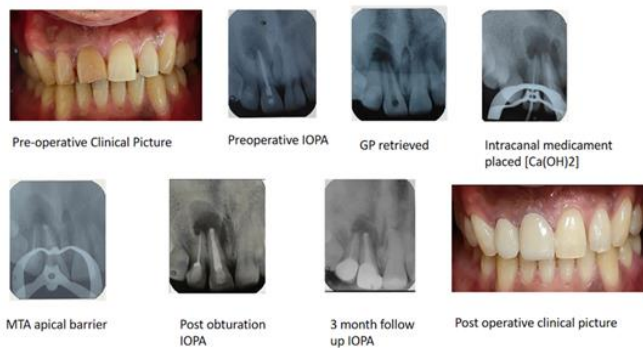 Pre-operative Clinical Picture
Preoperative IOPA
GP retrieved
Intracanal medicament
placed [Ca(OH)2]
MTA apical barrier
Post obturation
IOPA
3 month follow
up IOPA
Post operative clinical picture